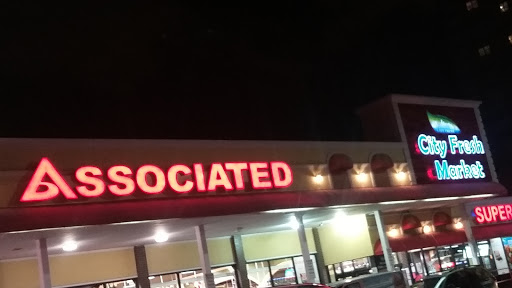 ASSOCIATED
City Fresh
Market
SUPER